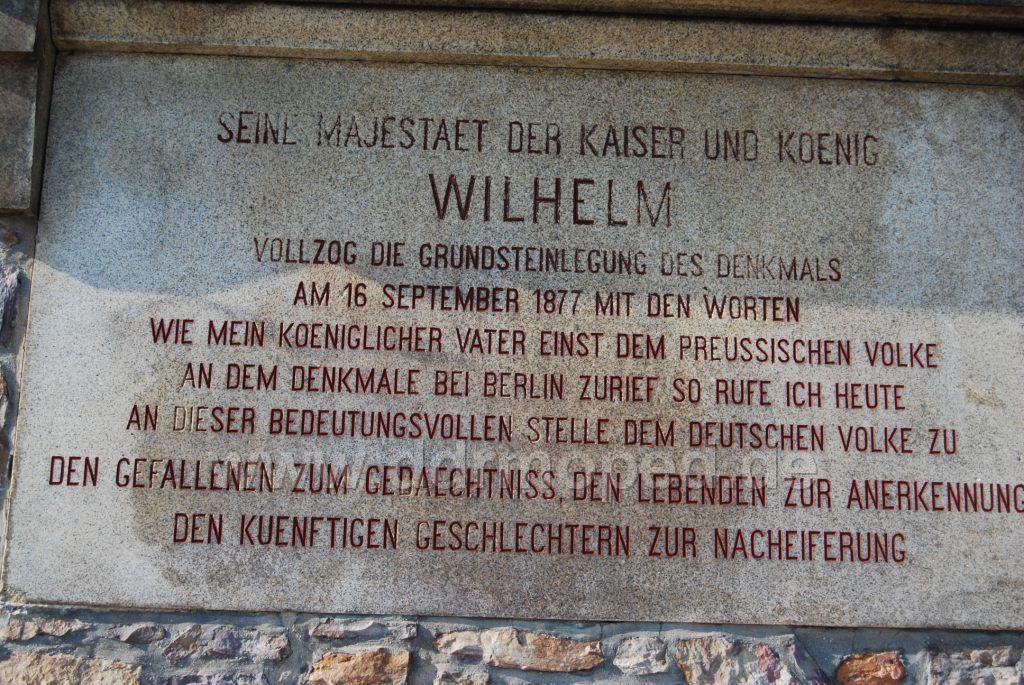 SEINE MAJESTAET DER KAISER UND KOENIG
WILHELM
VOLLZOG DIE GRUNDSTEINLEGUNG DES DENKMALS
AM 16 SEPTEMBER 1877 MIT DEN WORTEN
WIE MEIN KOENIGLICHER VATER EINST DEM PREUSSISCHEN VOLKE
AN DEM DENKMALE BEI BERLIN ZURIEF, SO RUFE ICH HEUTE
AN DIESER BEDEUTUNGSVOLLEN STELLE DEM DEUTSCHEN VOLKE ZU
DEN GEFALLENEN ZUM GEDAECHTNISS, DEN LEBENDEN ZUR ANERKENNUNG
DEN KUENFTIGEN GESCHLECHTERN ZUR NACHEIFERUNG.
www.ddrmoped.de